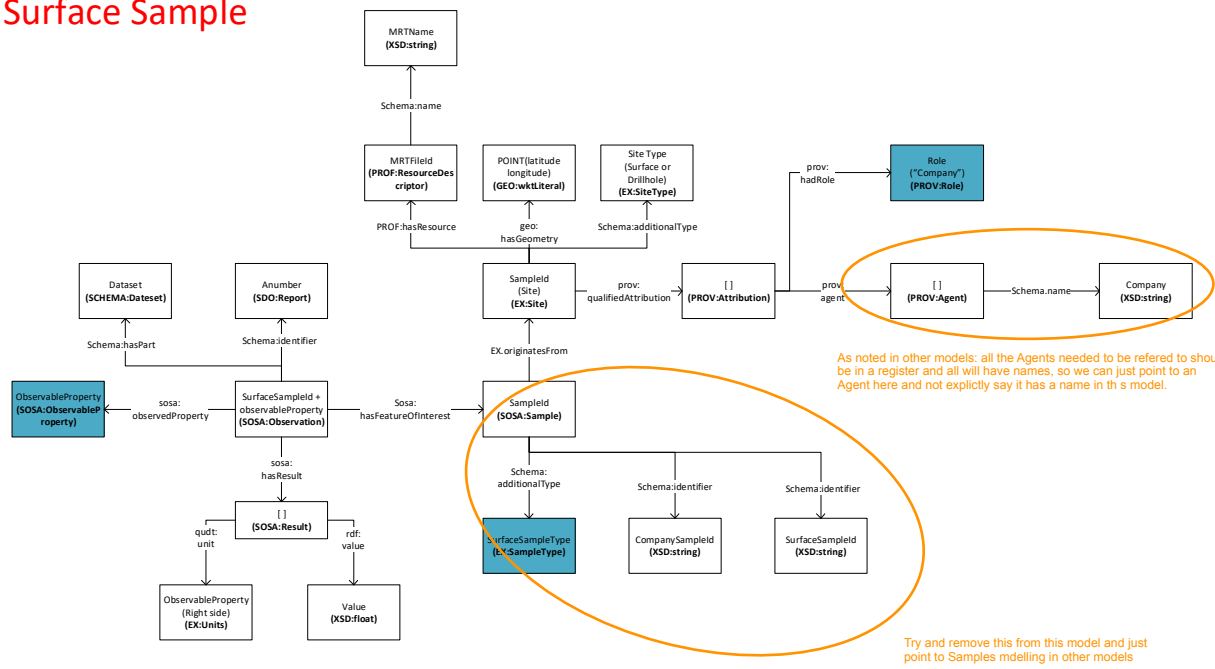 Surface Sample
MRTName
(XSD:string)
Schema:name
MRTFileId
(PROF:ResourceDes
criptor)
POINT(latitude
longitude)
(GEO:wktLiteral)
Site Type
(Surface or
Drillhole)
(EX:SiteType)
prov:
hadRole
Role
("Company")
(PROV:Role)
PROF:hasResource
geo:
hasGeometry
Schema:additionalType
Dataset
(SCHEMA:Dateset)
Anumber
(SDO:Report)
SampleId
(Site)
(EX:Site)
prov:
qualifiedAttribution
[ ]
(PROV:Attribution)
prov
agent
[ ]
(PROV:Agent)
Schema.name
Company
(XSD:string)
Schema:hasPart
Schema:identifier
EX.originatesFrom
As noted in other models: all the Agents needed to be refered to shou
be in a register and all will have names, so we can just point to an
Agent here and not explictly say it has a name in th s model.
ObservableProperty
(SOSA:ObservableP
roperty)
sosa:
observedProperty
SurfaceSampleId +
observableProperty
(SOSA:Observation)
Sosa:
hasFeatureOfInterest
SampleId
(SOSA:Sample)
sosa:
hasResult
Schema:
additionalType
Schema:identifier
Schema:identifier
[ ]
(SOSA:Result)
qudt:
unit
rdf:
value
SurfaceSampleType
(EX:SampleType)
CompanySampleId
(XSD:string)
SurfaceSampleId
(XSD:string)
ObservableProperty
(Right side)
(EX:Units)
Value
(XSD:float)
Try and remove this from this model and just
point to Samples mdelling in other models